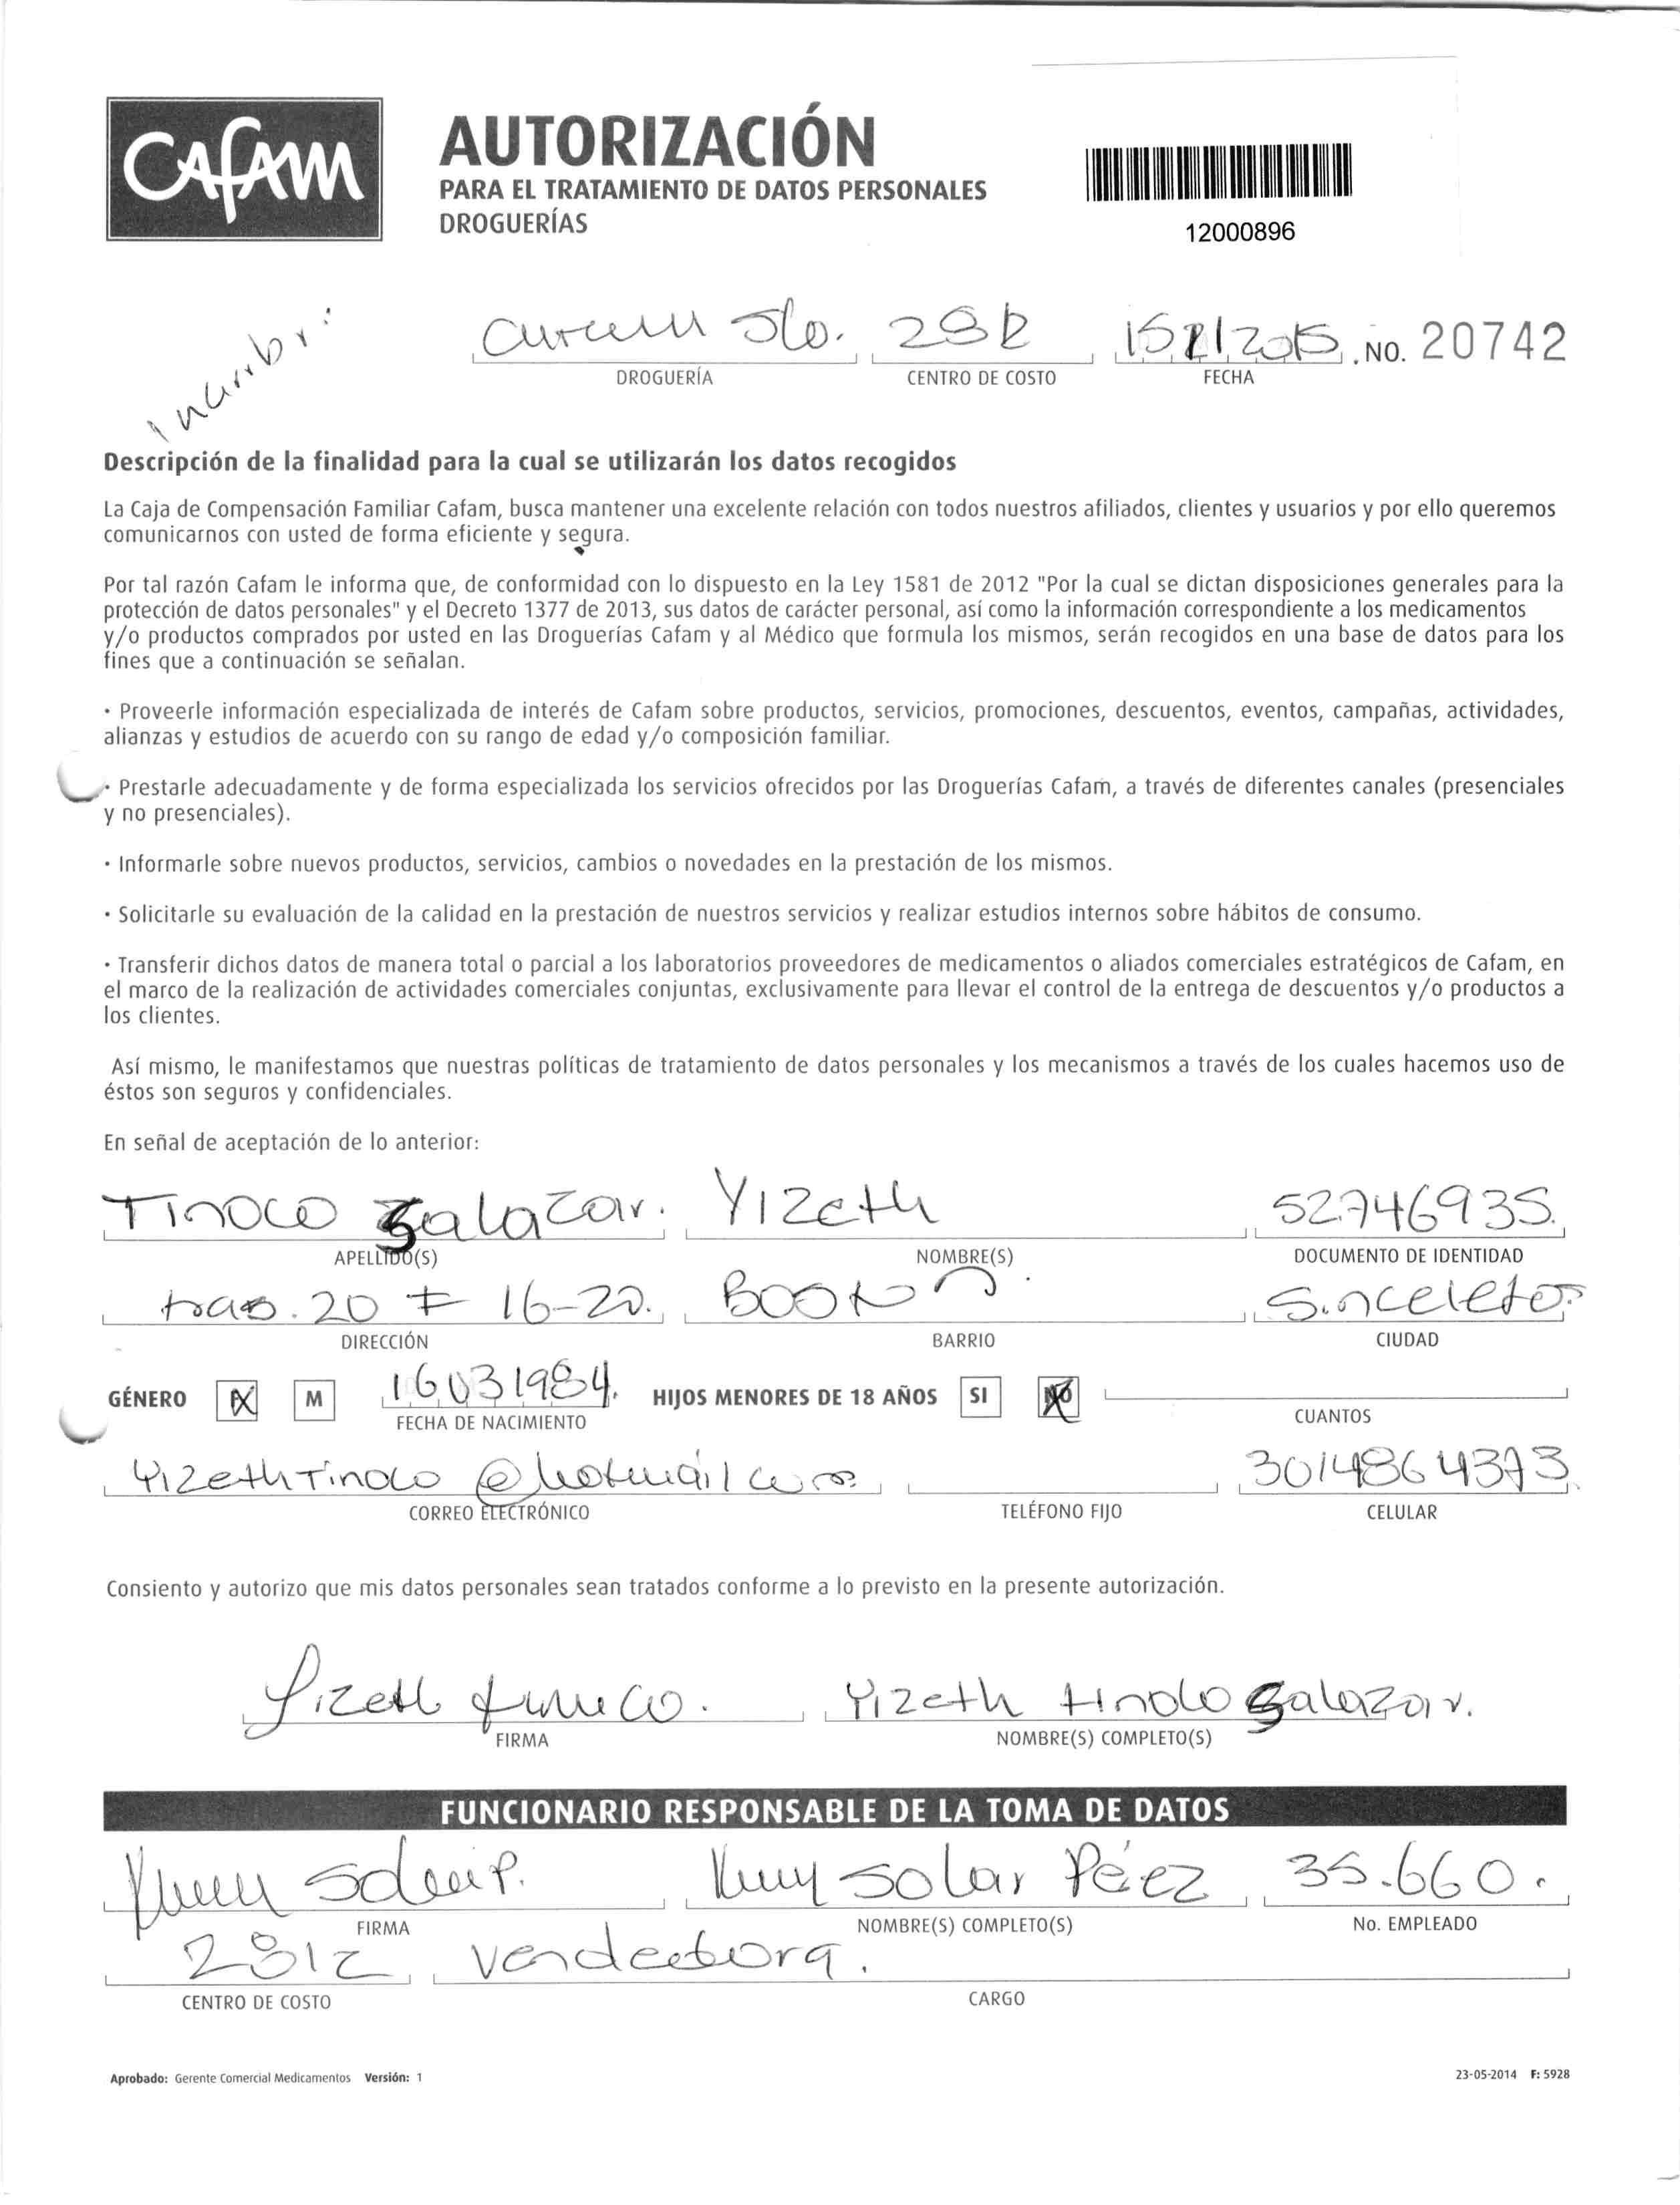 CAFAM
AUTORIZACIÓN
PARA EL TRATAMIENTO DE DATOS PERSONALES
DROGUERÍAS
12000896
NO. 20742
DROGUERÍA CENTRO DE COSTO FECHA
Descripción de la finalidad para la cual se utilizarán los datos recogidos
La Caja de Compensación Familiar Cafam, busca mantener una excelente relación con todos nuestros afiliados, clientes y usuarios y por ello queremos
comunicarnos con usted de forma eficiente y segura.
Por tal razón Cafam le informa que, de conformidad con lo dispuesto en la Ley 1581 de 2012 "Por la cual se dictan disposiciones generales para la
protección de datos personales" y el Decreto 1377 de 2013, sus datos de carácter personal, así como la información correspondiente a los medicamentos
y/o productos comprados por usted en las Droguerías Cafam y al Médico que formula los mismos, serán recogidos en una base de datos para los
fines que a continuación se señalan.
· Proveerle información especializada de interés de Cafam sobre productos, servicios, promociones, descuentos, eventos, campañas, actividades,
alianzas y estudios de acuerdo con su rango de edad y/o composición familiar.
· Prestarle adecuadamente y de forma especializada los servicios ofrecidos por las Droguerías Cafam, a través de diferentes canales (presenciales
y no presenciales).
· Informarle sobre nuevos productos, servicios, cambios o novedades en la prestación de los mismos.
· Solicitarle su evaluación de la calidad en la prestación de nuestros servicios y realizar estudios internos sobre hábitos de consumo.
· Transferir dichos datos de manera total o parcial a los laboratorios proveedores de medicamentos o aliados comerciales estratégicos de Cafam, en
el marco de la realización de actividades comerciales conjuntas, exclusivamente para llevar el control de la entrega de descuentos y/o productos a
los clientes.
Así mismo, le manifestamos que nuestras políticas de tratamiento de datos personales y los mecanismos a través de los cuales hacemos uso de
éstos son seguros y confidenciales.
En señal de aceptación de lo anterior:
Tinoco Salazar. Yizeth 52746935.
APELLIDO(S) NOMBRE(S) DOCUMENTO DE IDENTIDAD
20 # 16-20. Sincelejo
DIRECCIÓN BARRIO CIUDAD
GÉNERO M 16031984. HIJOS MENORES DE 18 AÑOS SI NO
FECHA DE NACIMIENTO CUANTOS
YizethTinoco @hotmail com 3014864373
CORREO ELECTRÓNICO TELÉFONO FIJO CELULAR
Consiento y autorizo que mis datos personales sean tratados conforme a lo previsto en la presente autorización.
Yizeth tinoco. Yizeth tinoco Salazar.
FIRMA NOMBRE(S) COMPLETO(S)
FUNCIONARIO RESPONSABLE DE LA TOMA DE DATOS
Solar Péez 35.660.
FIRMA NOMBRE(S) COMPLETO(S) No. EMPLEADO
CENTRO DE COSTO CARGO
Aprobado: Gerente Comercial Medicamentos Versión: 1 23-05-2014 F: 5928